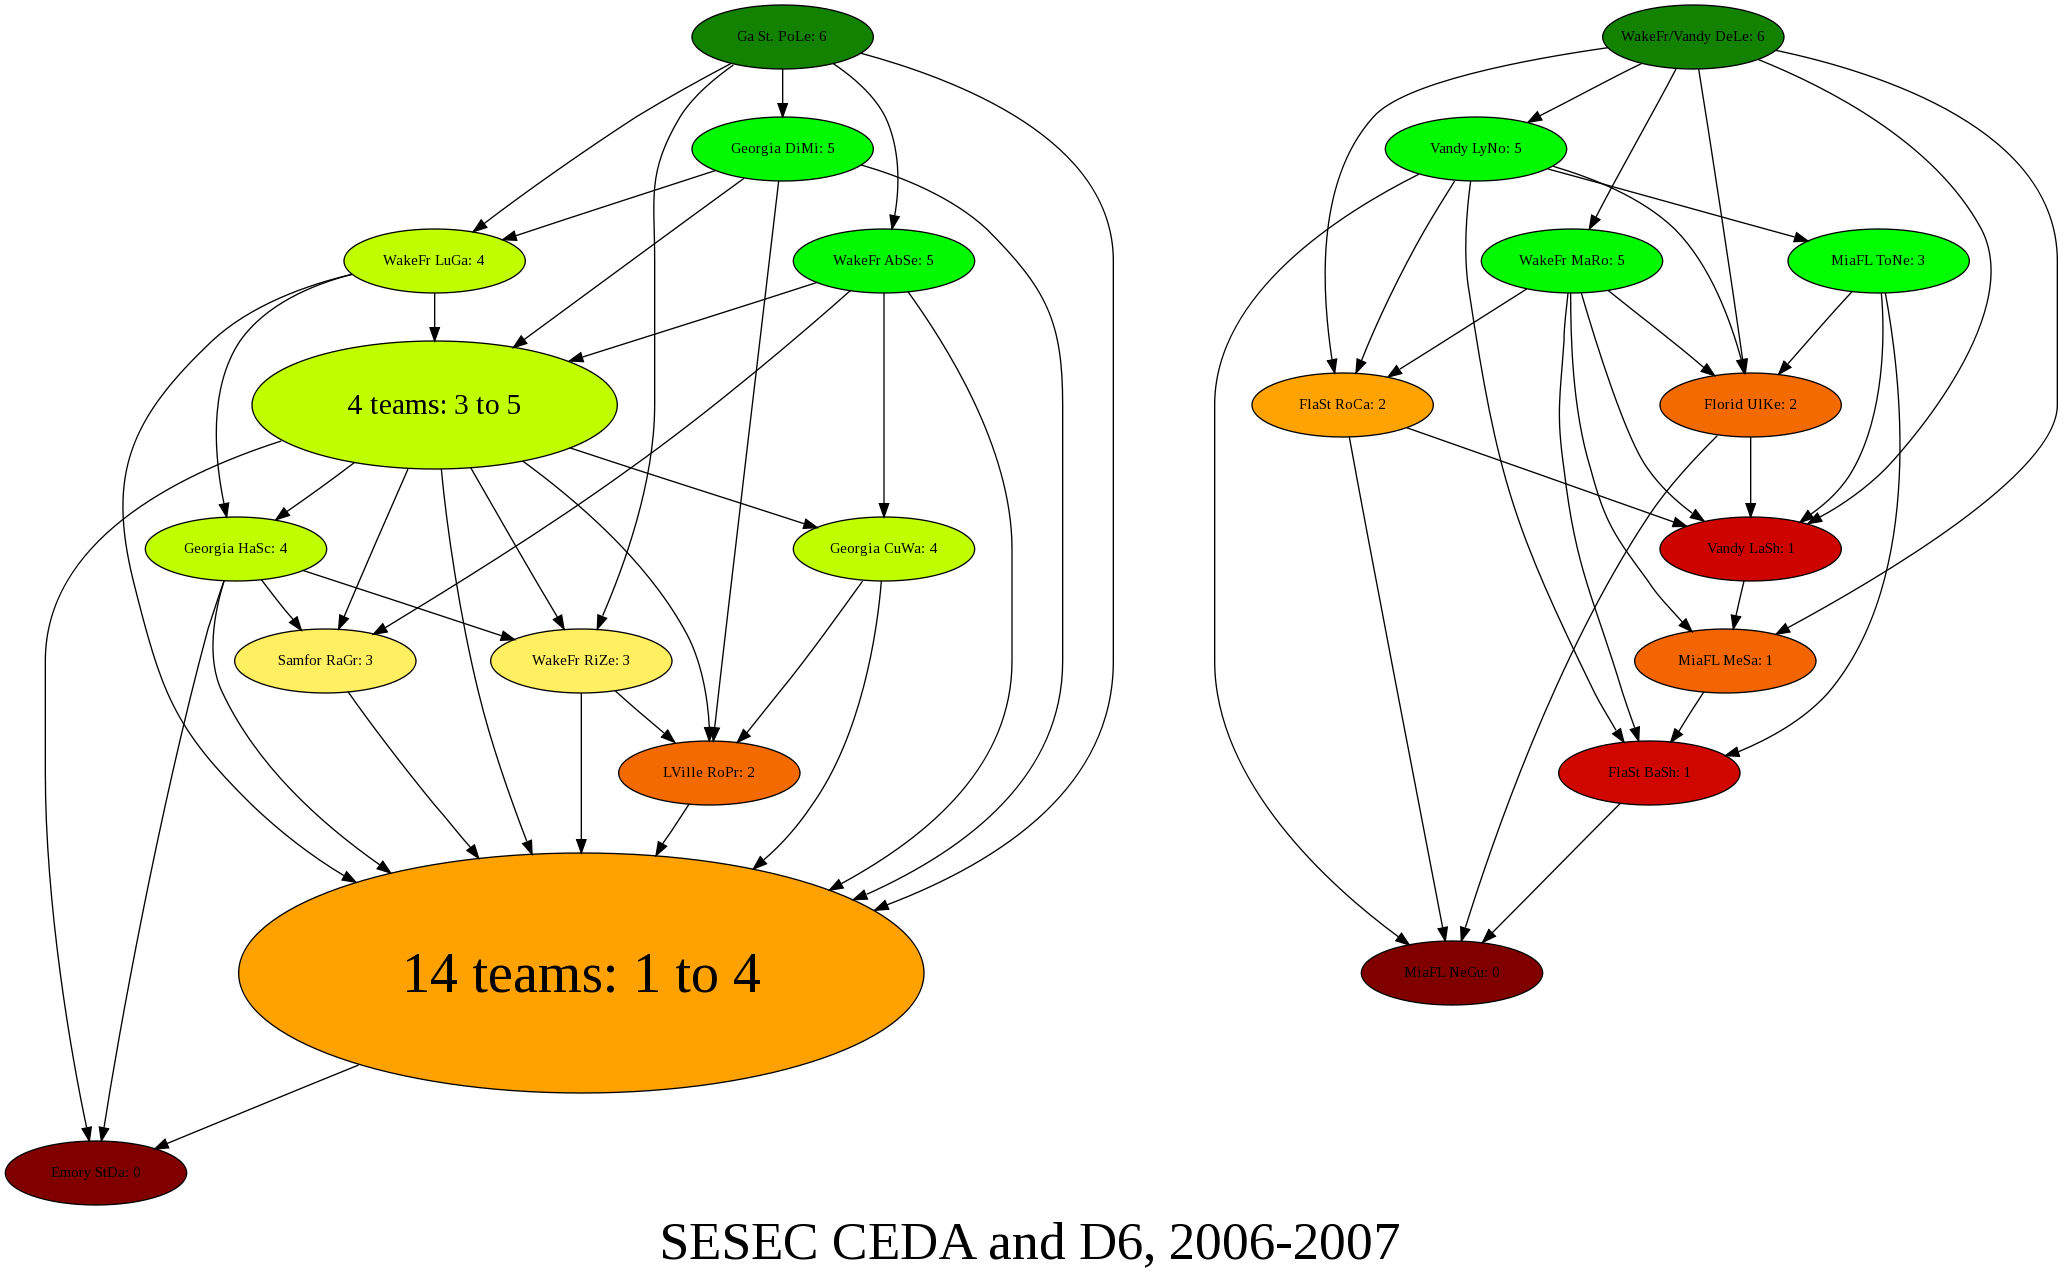 Ga St. PoLe: 6
WakeFr/Vandy DeLe: 6
Georgia DiMi: 5
Vandy LyNo: 5
WakeFr LuGa: 4
WakeFr AbSe: 5
WakeFr MaRo: 5
MiaFL ToNe: 3
4 teams: 3 to 5
FlaSt RoCa: 2
Florid UlKe: 2
Georgia HaSc: 4
Georgia CuWa: 4
Vandy LaSh: 1
Samfor RaGr: 3
WakeFr RiZe: 3
MiaFL MeSa: 1
LVille RoPr: 2
FlaSt BaSh: 1
14 teams: 1 to 4
MiaFL NeGu: 0
Emory StDa: 0
SESEC CEDA and D6, 2006-2007